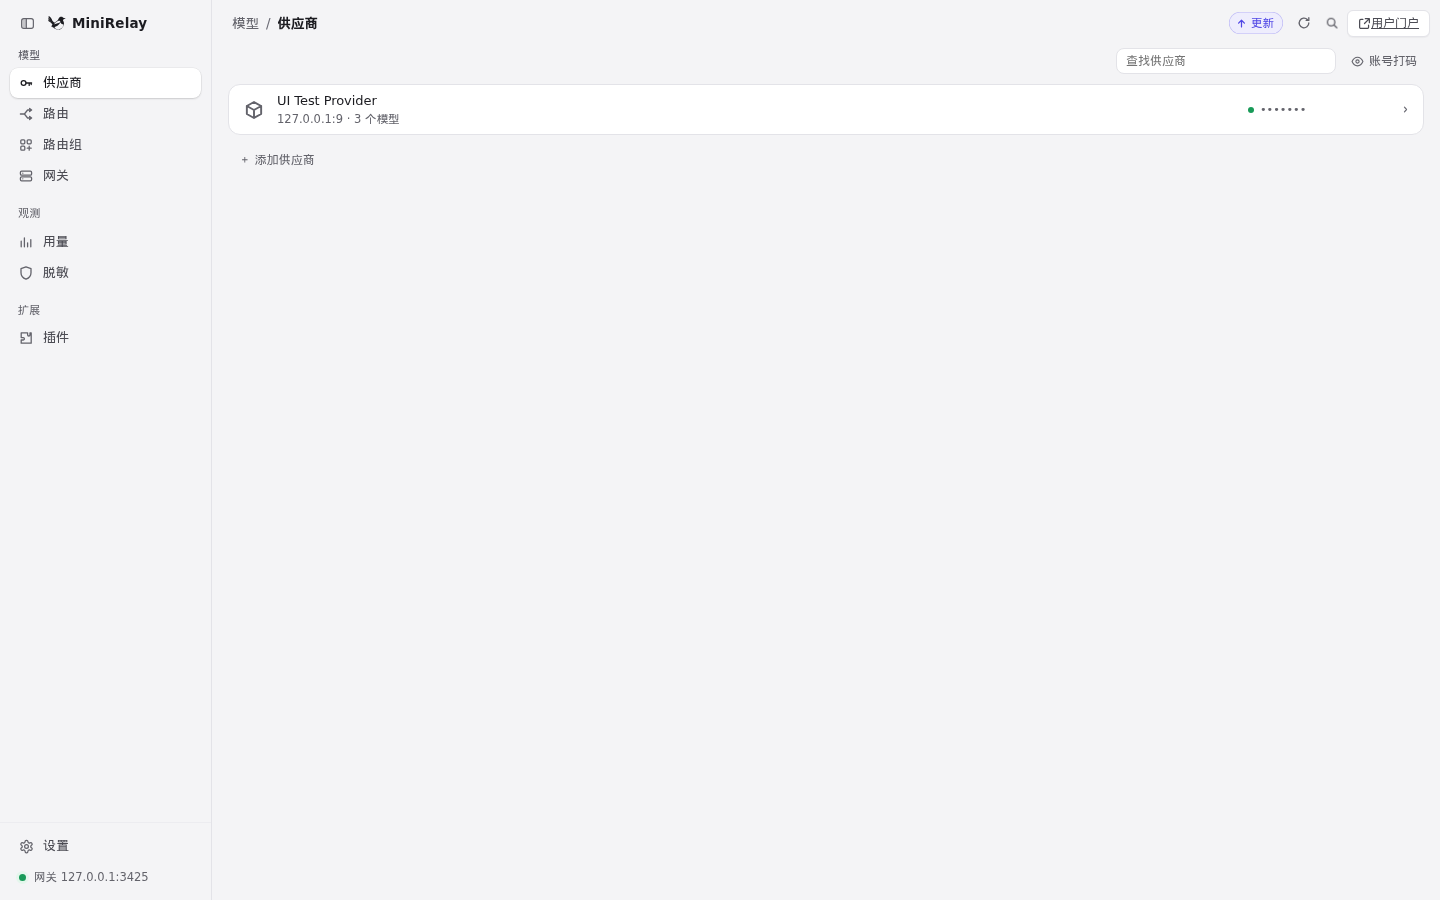 MiniRelay
模型
供应商
路由
路由组
网关
观测
用量
脱敏
扩展
插件
设置
网关 127.0.0.1:3425
模型 / 供应商
更新
用户门户
查找供应商
账号打码
UI Test Provider
127.0.0.1:9 · 3 个模型
•••••••
+ 添加供应商